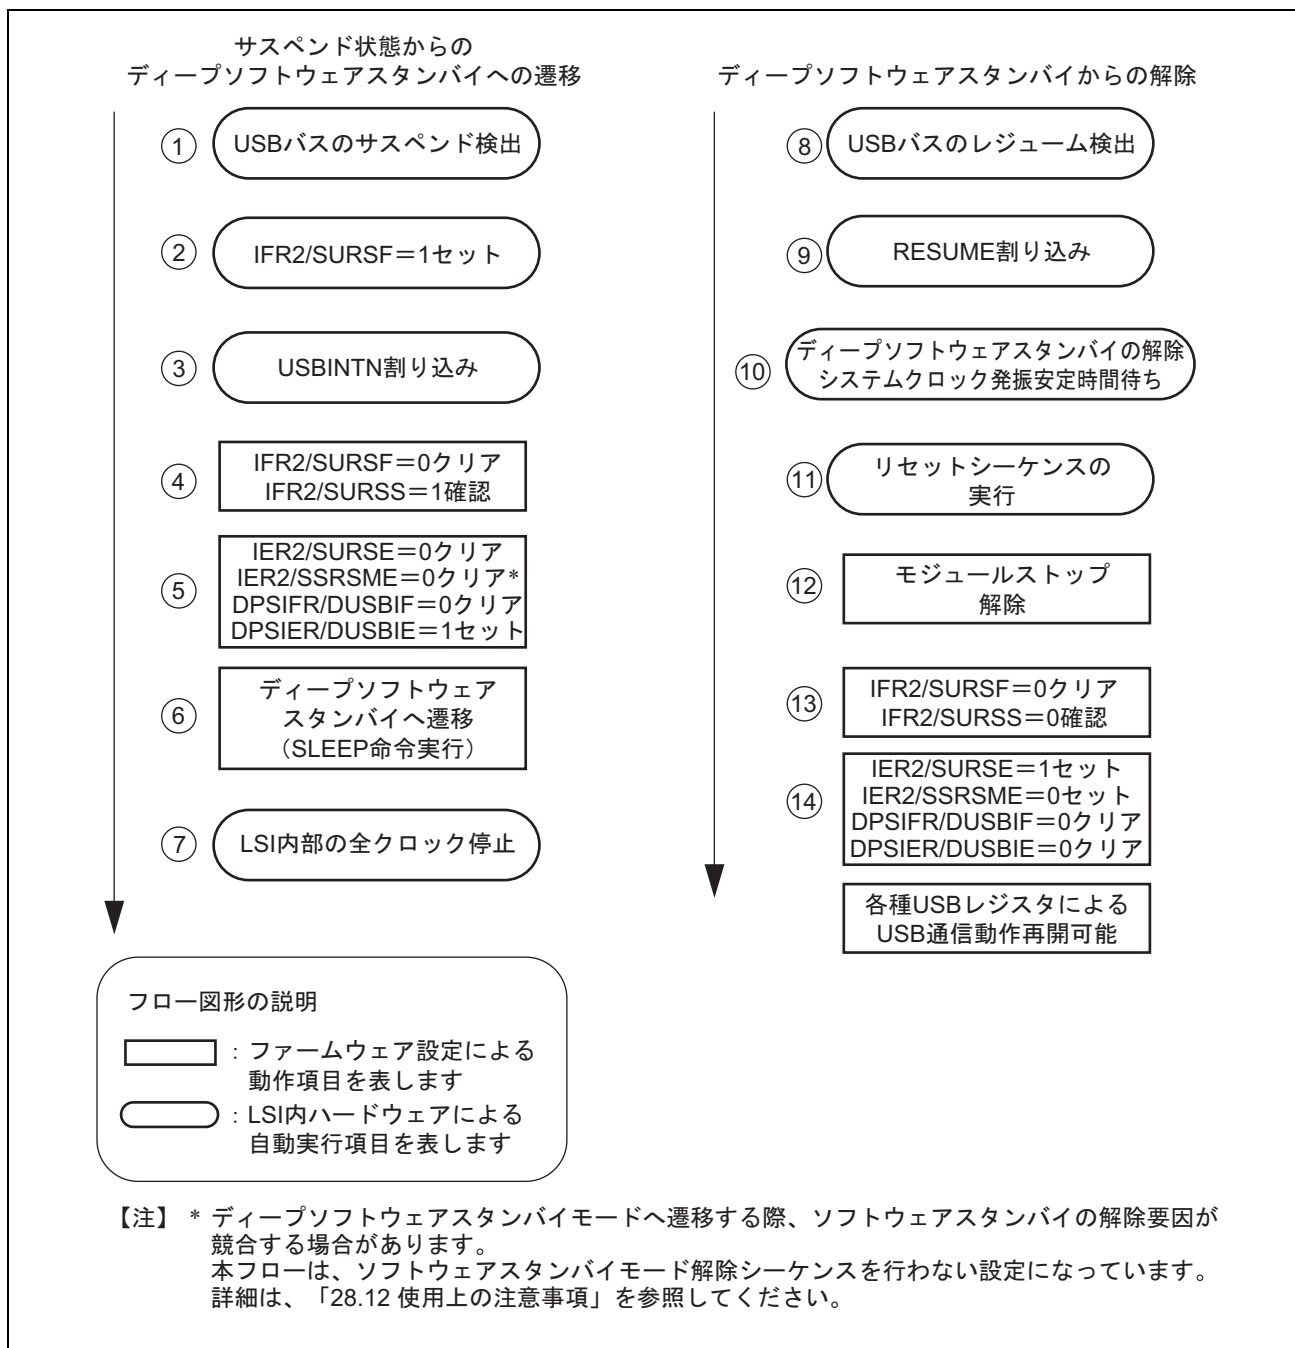 サスペンド状態からの
ディープソフトウェアスタンバイへの遷移
① USBバスのサスペンド検出
② IFR2/SURSF＝1セット
③ USBINTN割り込み
④ IFR2/SURSF＝0クリア
IFR2/SURSS＝1確認
⑤ IER2/SURSE＝0クリア
IER2/SSRSME＝0クリア*
DPSIFR/DUSBIF＝0クリア
DPSIER/DUSBIE＝1セット
⑥ ディープソフトウェア
スタンバイへ遷移
（SLEEP命令実行）
⑦ LSI内部の全クロック停止
ディープソフトウェアスタンバイからの解除
⑧ USBバスのレジューム検出
⑨ RESUME割り込み
⑩ ディープソフトウェアスタンバイの解除
システムクロック発振安定時間待ち
⑪ リセットシーケンスの
実行
⑫ モジュールストップ
解除
⑬ IFR2/SURSF＝0クリア
IFR2/SURSS＝0確認
⑭ IER2/SURSE＝1セット
IER2/SSRSME＝0セット
DPSIFR/DUSBIF＝0クリア
DPSIER/DUSBIE＝0クリア
各種USBレジスタによる
USB通信動作再開可能
フロー図形の説明
：ファームウェア設定による
動作項目を表します
：LSI内ハードウェアによる
自動実行項目を表します
【注】 * ディープソフトウェアスタンバイモードへ遷移する際、ソフトウェアスタンバイの解除要因が
競合する場合があります。
本フローは、ソフトウェアスタンバイモード解除シーケンスを行わない設定になっています。
詳細は、「28.12 使用上の注意事項」を参照してください。